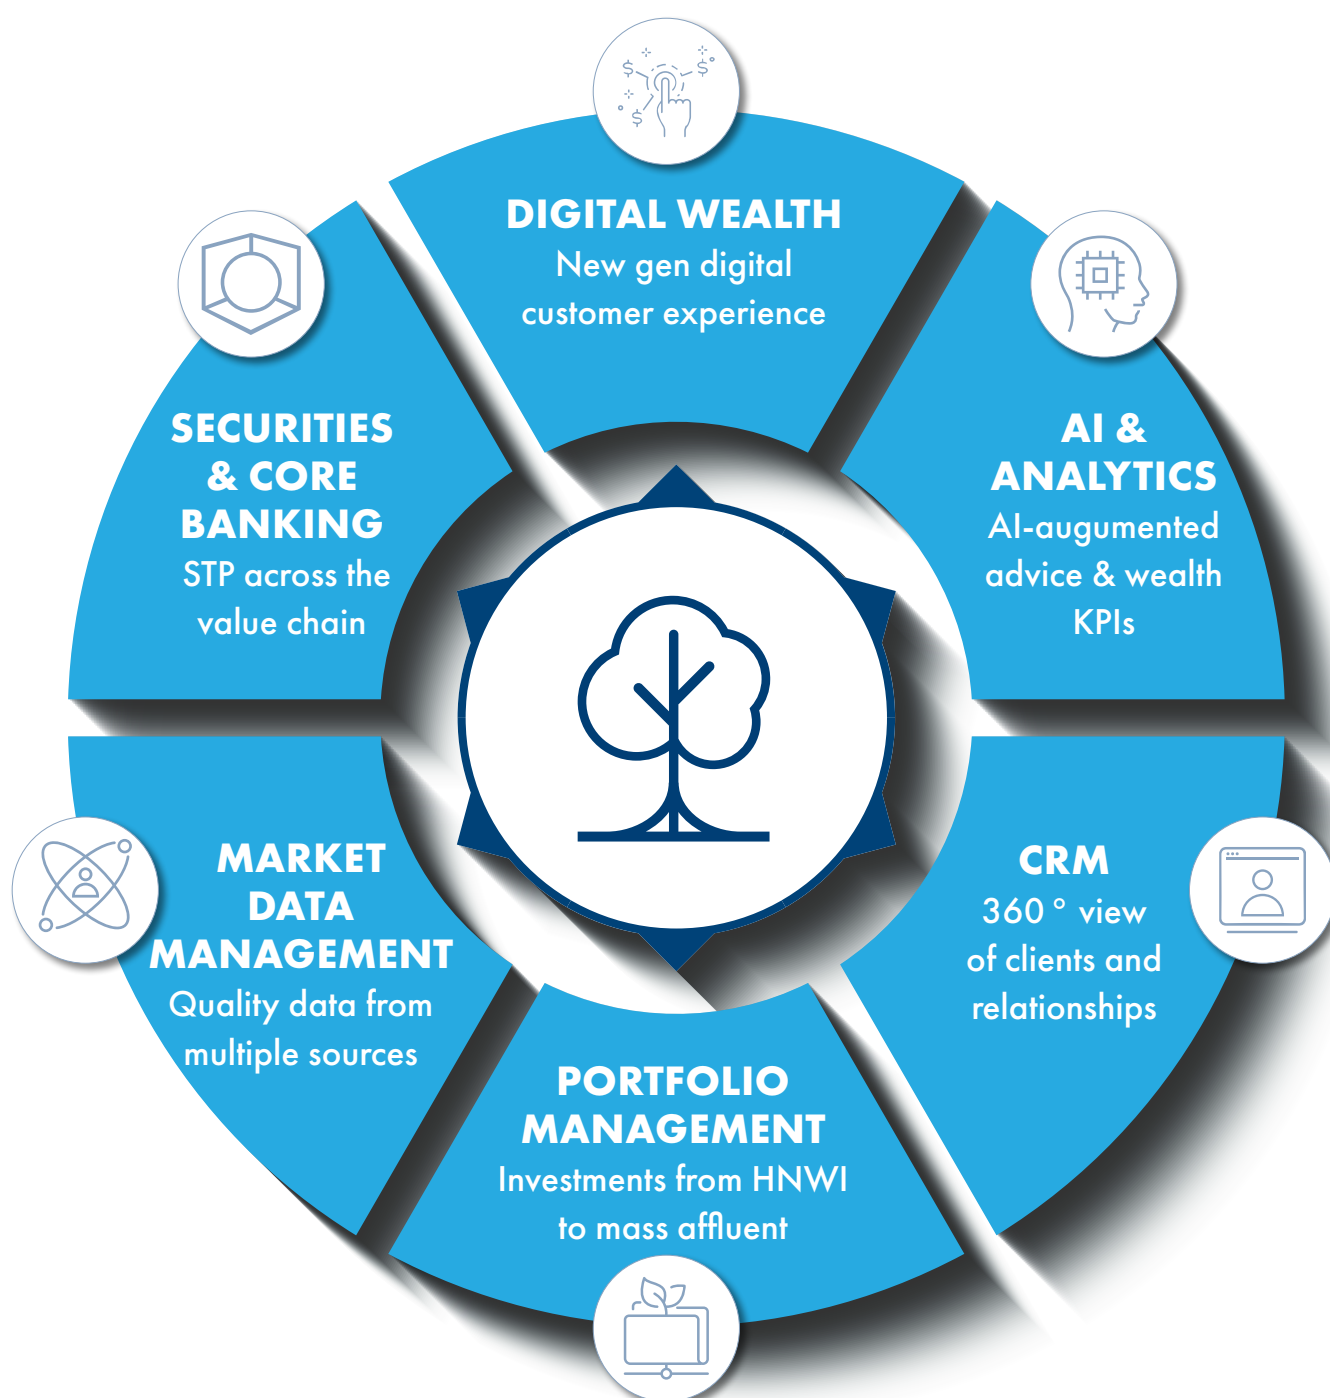 DIGITAL WEALTH
New gen digital
customer experience
AI &
ANALYTICS
AI-augumented
advice & wealth
KPIs
CRM
360 ° view
of clients and
relationships
PORTFOLIO
MANAGEMENT
Investments from HNWI
to mass affluent
MARKET
DATA
MANAGEMENT
Quality data from
multiple sources
SECURITIES
& CORE
BANKING
STP across the
value chain
$
$
$